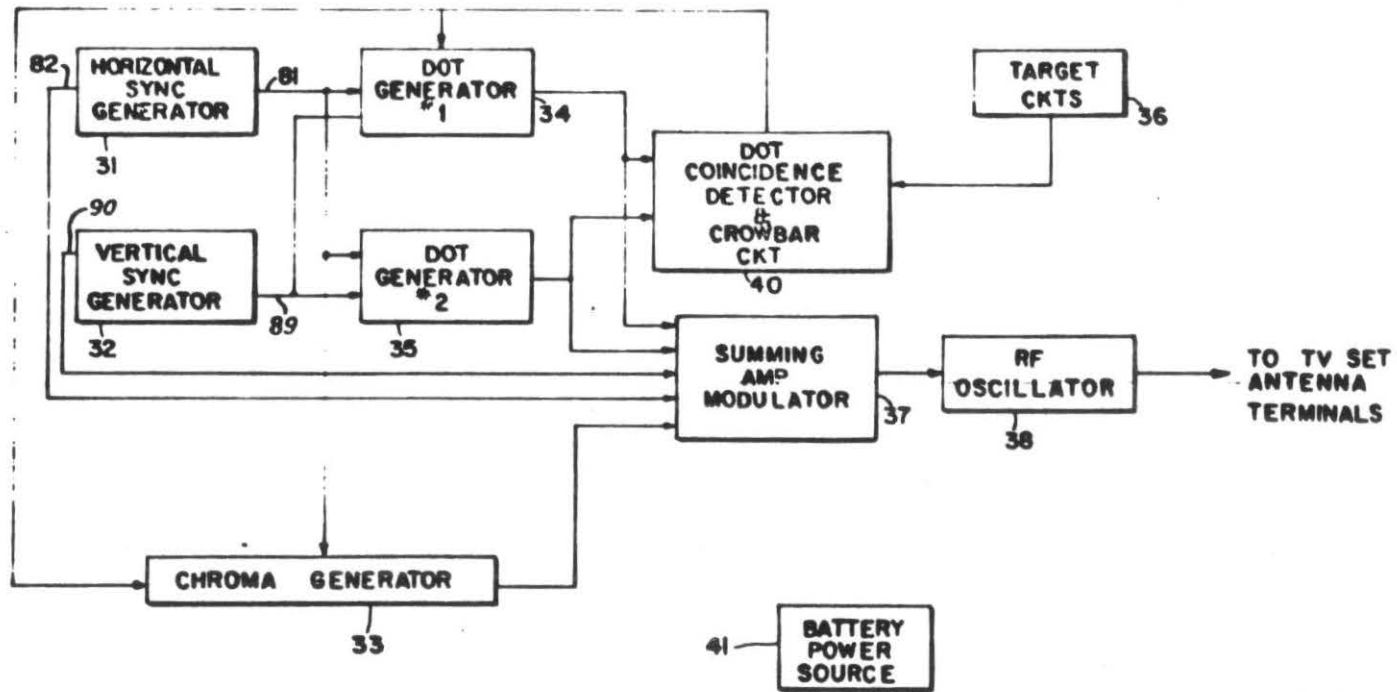 82
HORIZONTAL
SYNC
GENERATOR
31
81
DOT
GENERATOR
#1
34
TARGET
CKTS
36
DOT
COINCIDENCE
DETECTOR
&
CROWBAR
CKT
40
90
VERTICAL
SYNC
GENERATOR
32
89
DOT
GENERATOR
#2
35
SUMMING
AMP
MODULATOR
37
RF
OSCILLATOR
38
TO TV SET
ANTENNA
TERMINALS
CHROMA GENERATOR
33
41
BATTERY
POWER
SOURCE